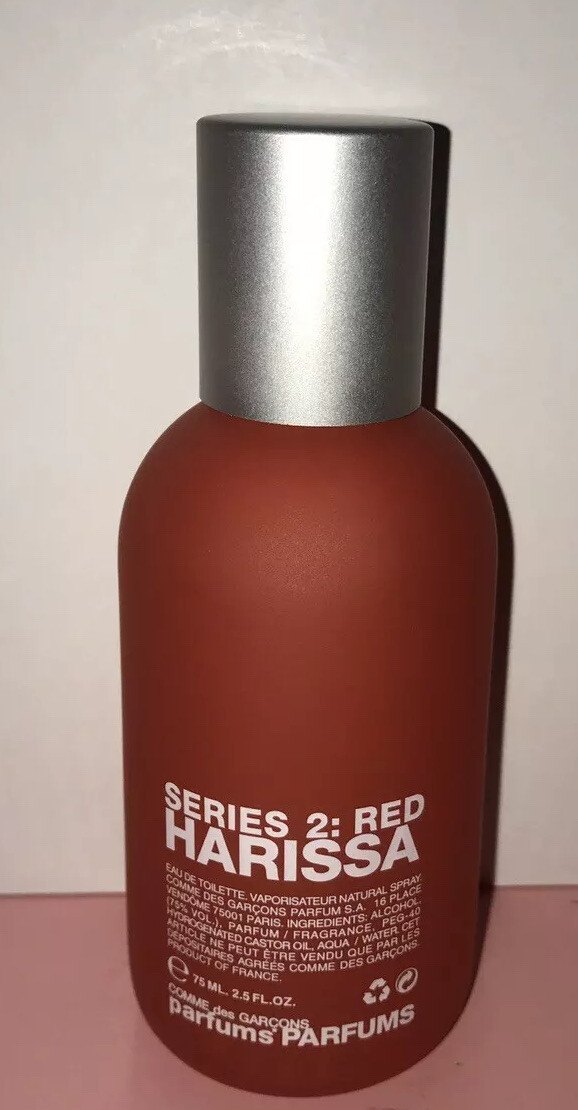 SERIES 2: RED
HARISSA
EAU DE TOILETTE. VAPORISATEUR NATURAL SPRAY.
COMME DES GARÇONS PARFUM S.A. 16 PLACE
VENDÔME 75001 PARIS. INGREDIENTS: ALCOHOL.
(75% VOL.), PARFUM / FRAGRANCE, PEG-40
HYDROGENATED CASTOR OIL, AQUA / WATER. CET
ARTICLE NE PEUT ÊTRE VENDU QUE PAR LES
DÉPOSITAIRES AGRÉÉS COMME DES GARÇONS.
PRODUCT OF FRANCE.
℮ 75 ML. 2.5 FL.OZ.
COMME des GARÇONS
parfums* PARFUMS